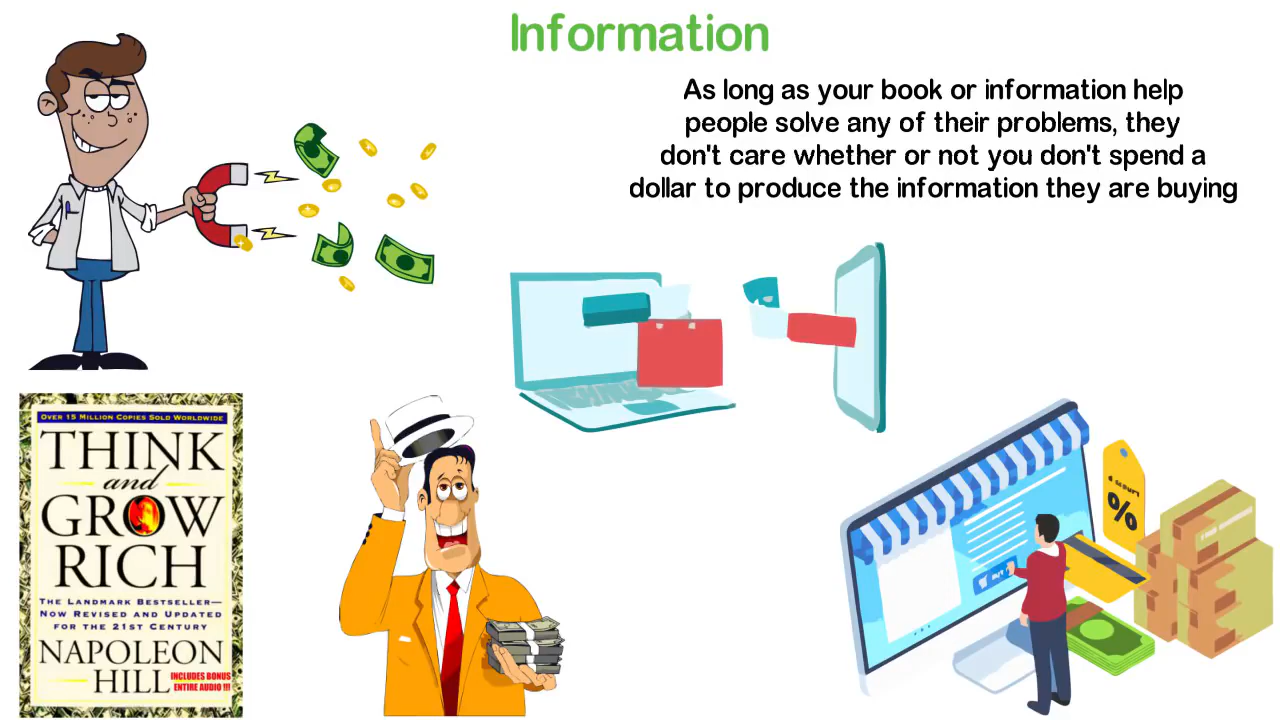 Information
As long as your book or information help
people solve any of their problems, they
don't care whether or not you don't spend a
dollar to produce the information they are buying
OVER 15 MILLION COPIES SOLD WORLDWIDE
THINK
and
GROW
RICH
THE LANDMARK BESTSELLER—
NOW REVISED AND UPDATED
FOR THE 21ST CENTURY
NAPOLEON
HILL
INCLUDES BONUS
ENTIRE AUDIO !!!
%